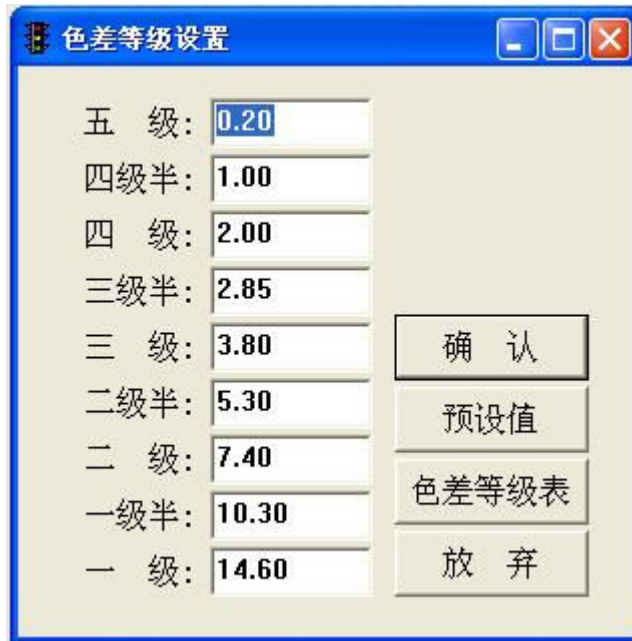 色差等级设置
五 级: 0.20
四级半: 1.00
四 级: 2.00
三级半: 2.85
三 级: 3.80
二级半: 5.30
二 级: 7.40
一级半: 10.30
一 级: 14.60
确 认
预设值
色差等级表
放 弃